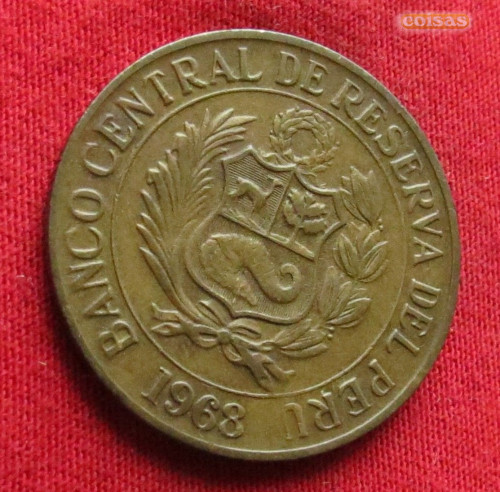 coisas
BANCO CENTRAL DE RESERVA DEL PERU
1968